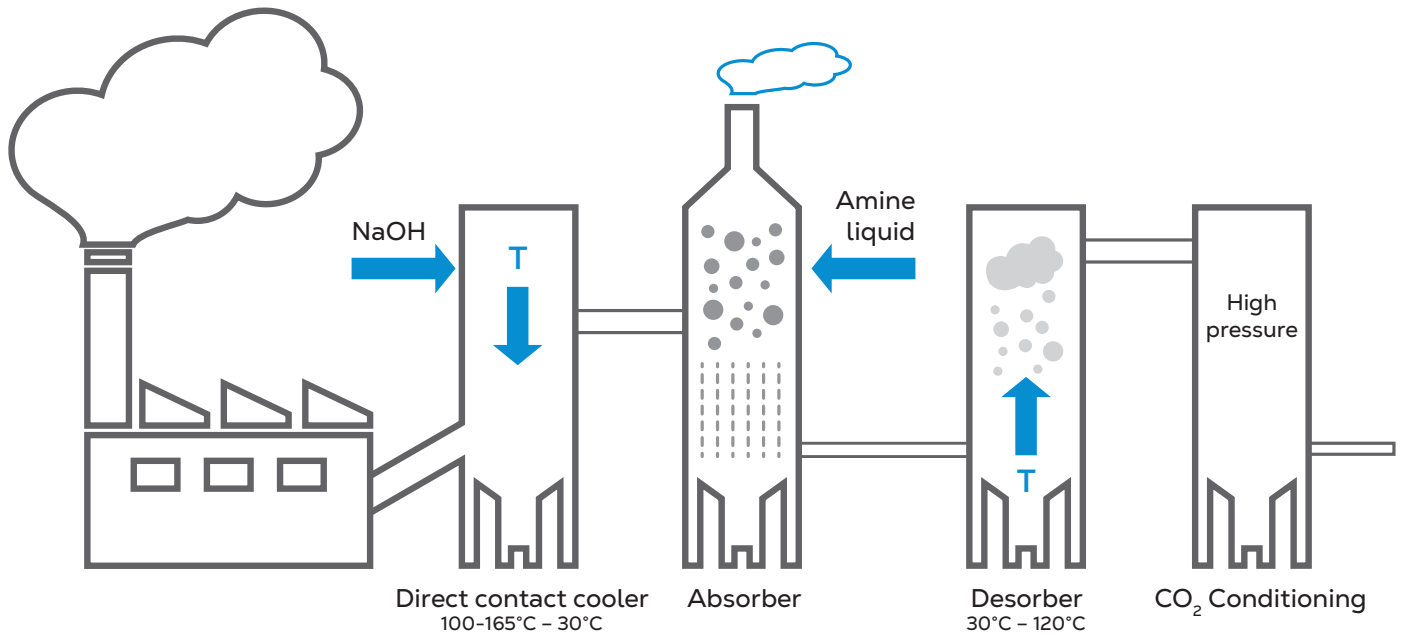 NaOH
T
Amine
liquid
T
High
pressure
Direct contact cooler
100-165°C – 30°C
Absorber
Desorber
30°C – 120°C
CO₂ Conditioning